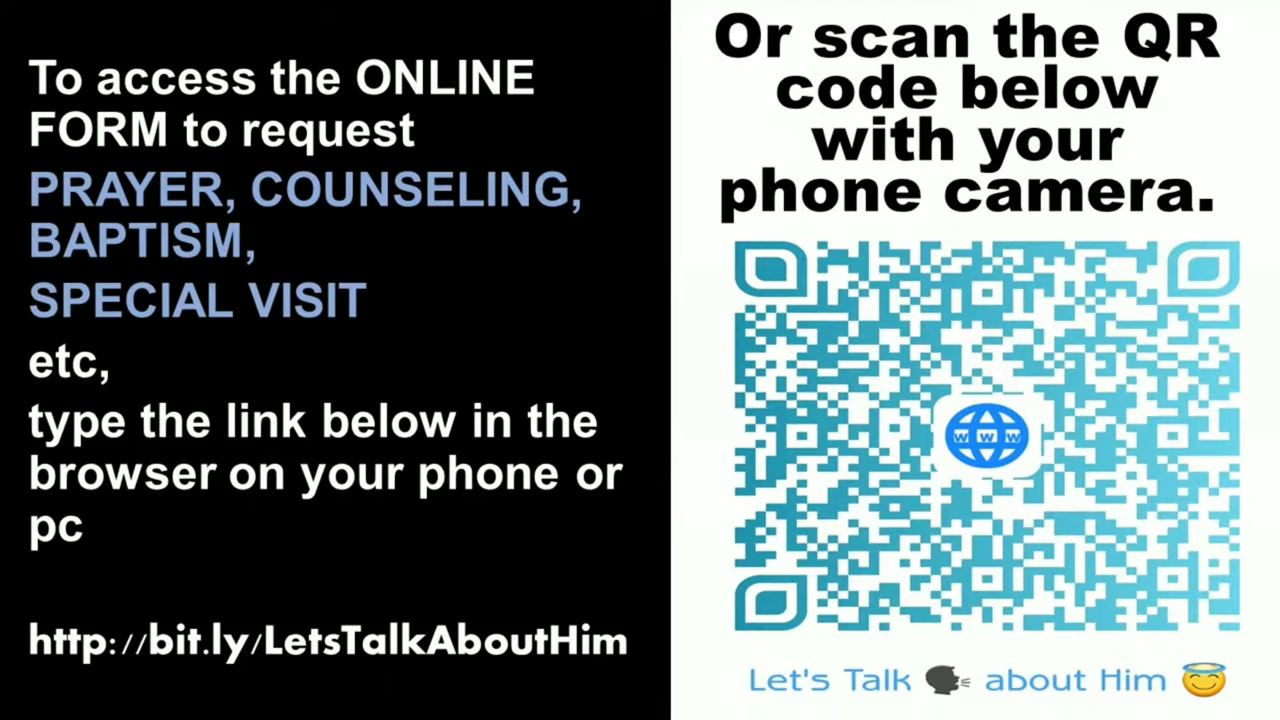 To access the ONLINE
FORM to request
PRAYER, COUNSELING,
BAPTISM,
SPECIAL VISIT
etc,
type the link below in the
browser on your phone or
pc
http://bit.ly/LetsTalkAboutHim
Or scan the QR
code below
with your
phone camera.
W W W
Let's Talk 🗣 about Him 😇